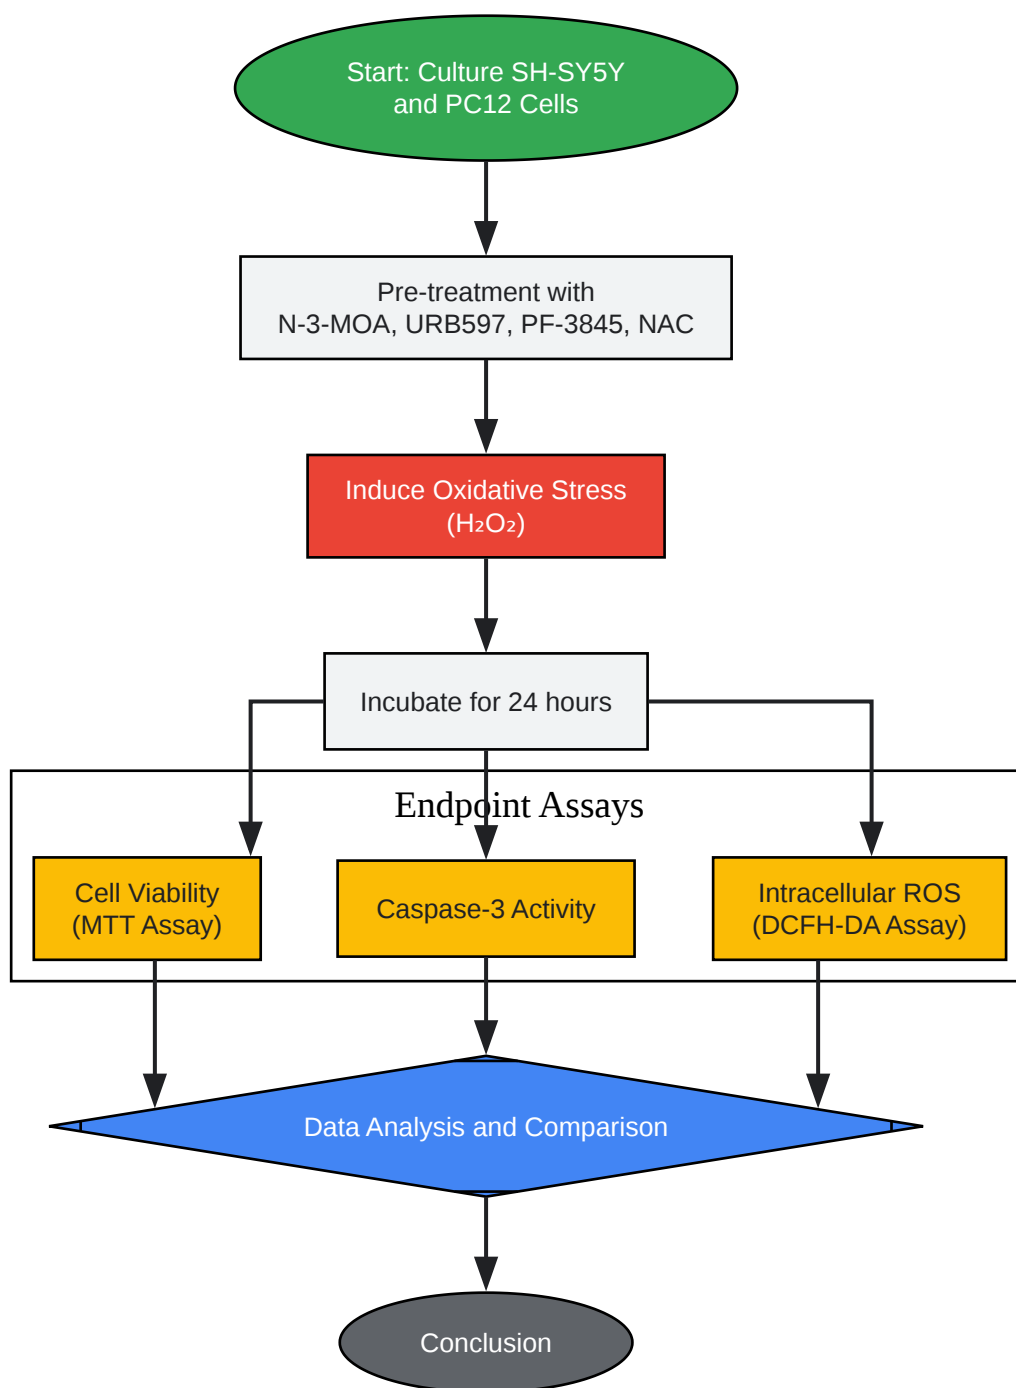 Start: Culture SH-SY5Y
and PC12 Cells
Pre-treatment with
N-3-MOA, URB597, PF-3845, NAC
Induce Oxidative Stress
(H₂O₂)
Incubate for 24 hours
Endpoint Assays
Cell Viability
(MTT Assay)
Caspase-3 Activity
Intracellular ROS
(DCFH-DA Assay)
Data Analysis and Comparison
Conclusion